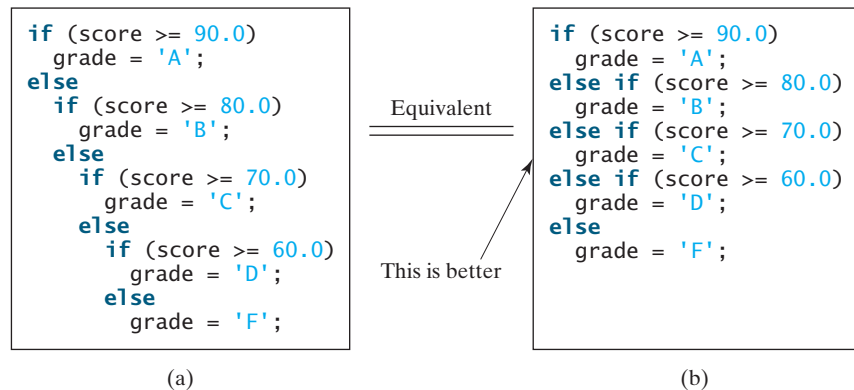 if (score >= 90.0)
  grade = 'A';
else
  if (score >= 80.0)
    grade = 'B';
  else
    if (score >= 70.0)
      grade = 'C';
    else
      if (score >= 60.0)
        grade = 'D';
      else
        grade = 'F';
(a)
Equivalent
This is better
if (score >= 90.0)
  grade = 'A';
else if (score >= 80.0)
  grade = 'B';
else if (score >= 70.0)
  grade = 'C';
else if (score >= 60.0)
  grade = 'D';
else
  grade = 'F';
(b)